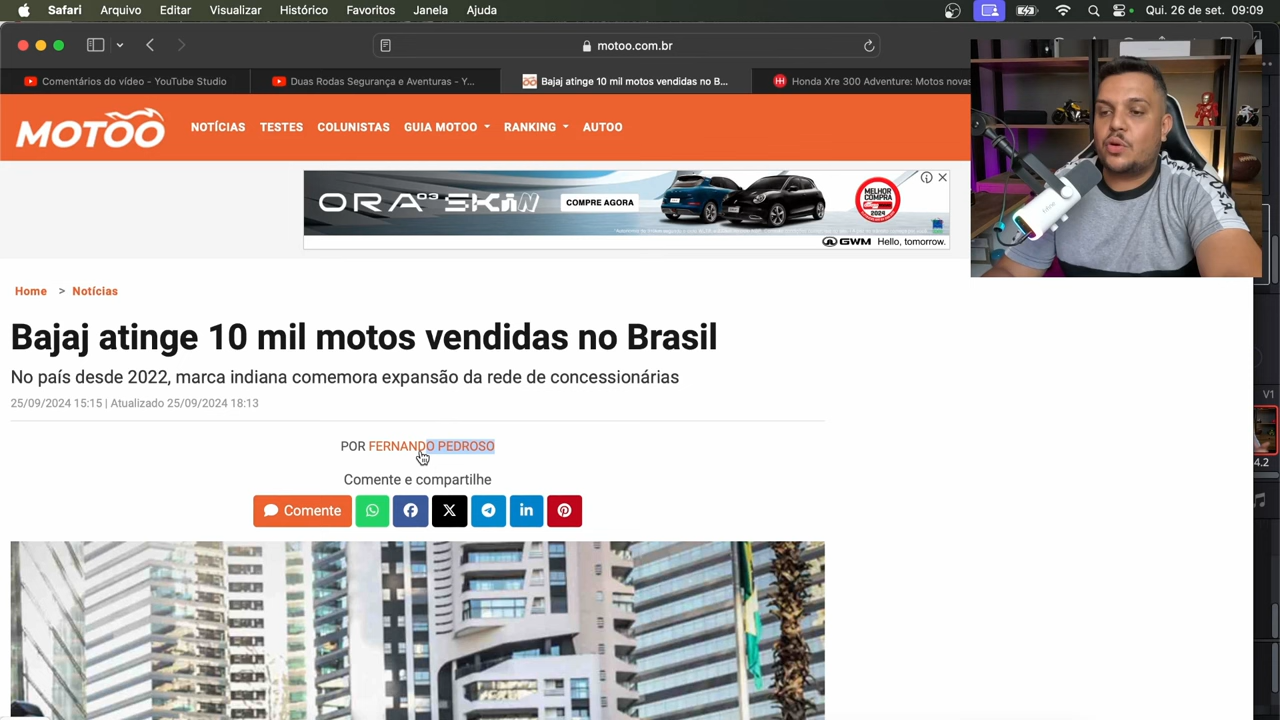 Safari Arquivo Editar Visualizar Histórico Favoritos Janela Ajuda Qui. 26 de set. 09:09
motoo.com.br
Comentários do vídeo - YouTube Studio
Duas Rodas Segurança e Aventuras - Y...
Bajaj atinge 10 mil motos vendidas no B...
Honda Xre 300 Adventure: Motos novas
MOTOO NOTÍCIAS TESTES COLUNISTAS GUIA MOTOO RANKING AUTOO
ORA 03 SKIN COMPRE AGORA MELHOR COMPRA 2024
GWM Hello, tomorrow.
Home > Notícias
Bajaj atinge 10 mil motos vendidas no Brasil
No país desde 2022, marca indiana comemora expansão da rede de concessionárias
25/09/2024 15:15 | Atualizado 25/09/2024 18:13
POR FERNANDO PEDROSO
Comente e compartilhe
Comente
V1
4.2